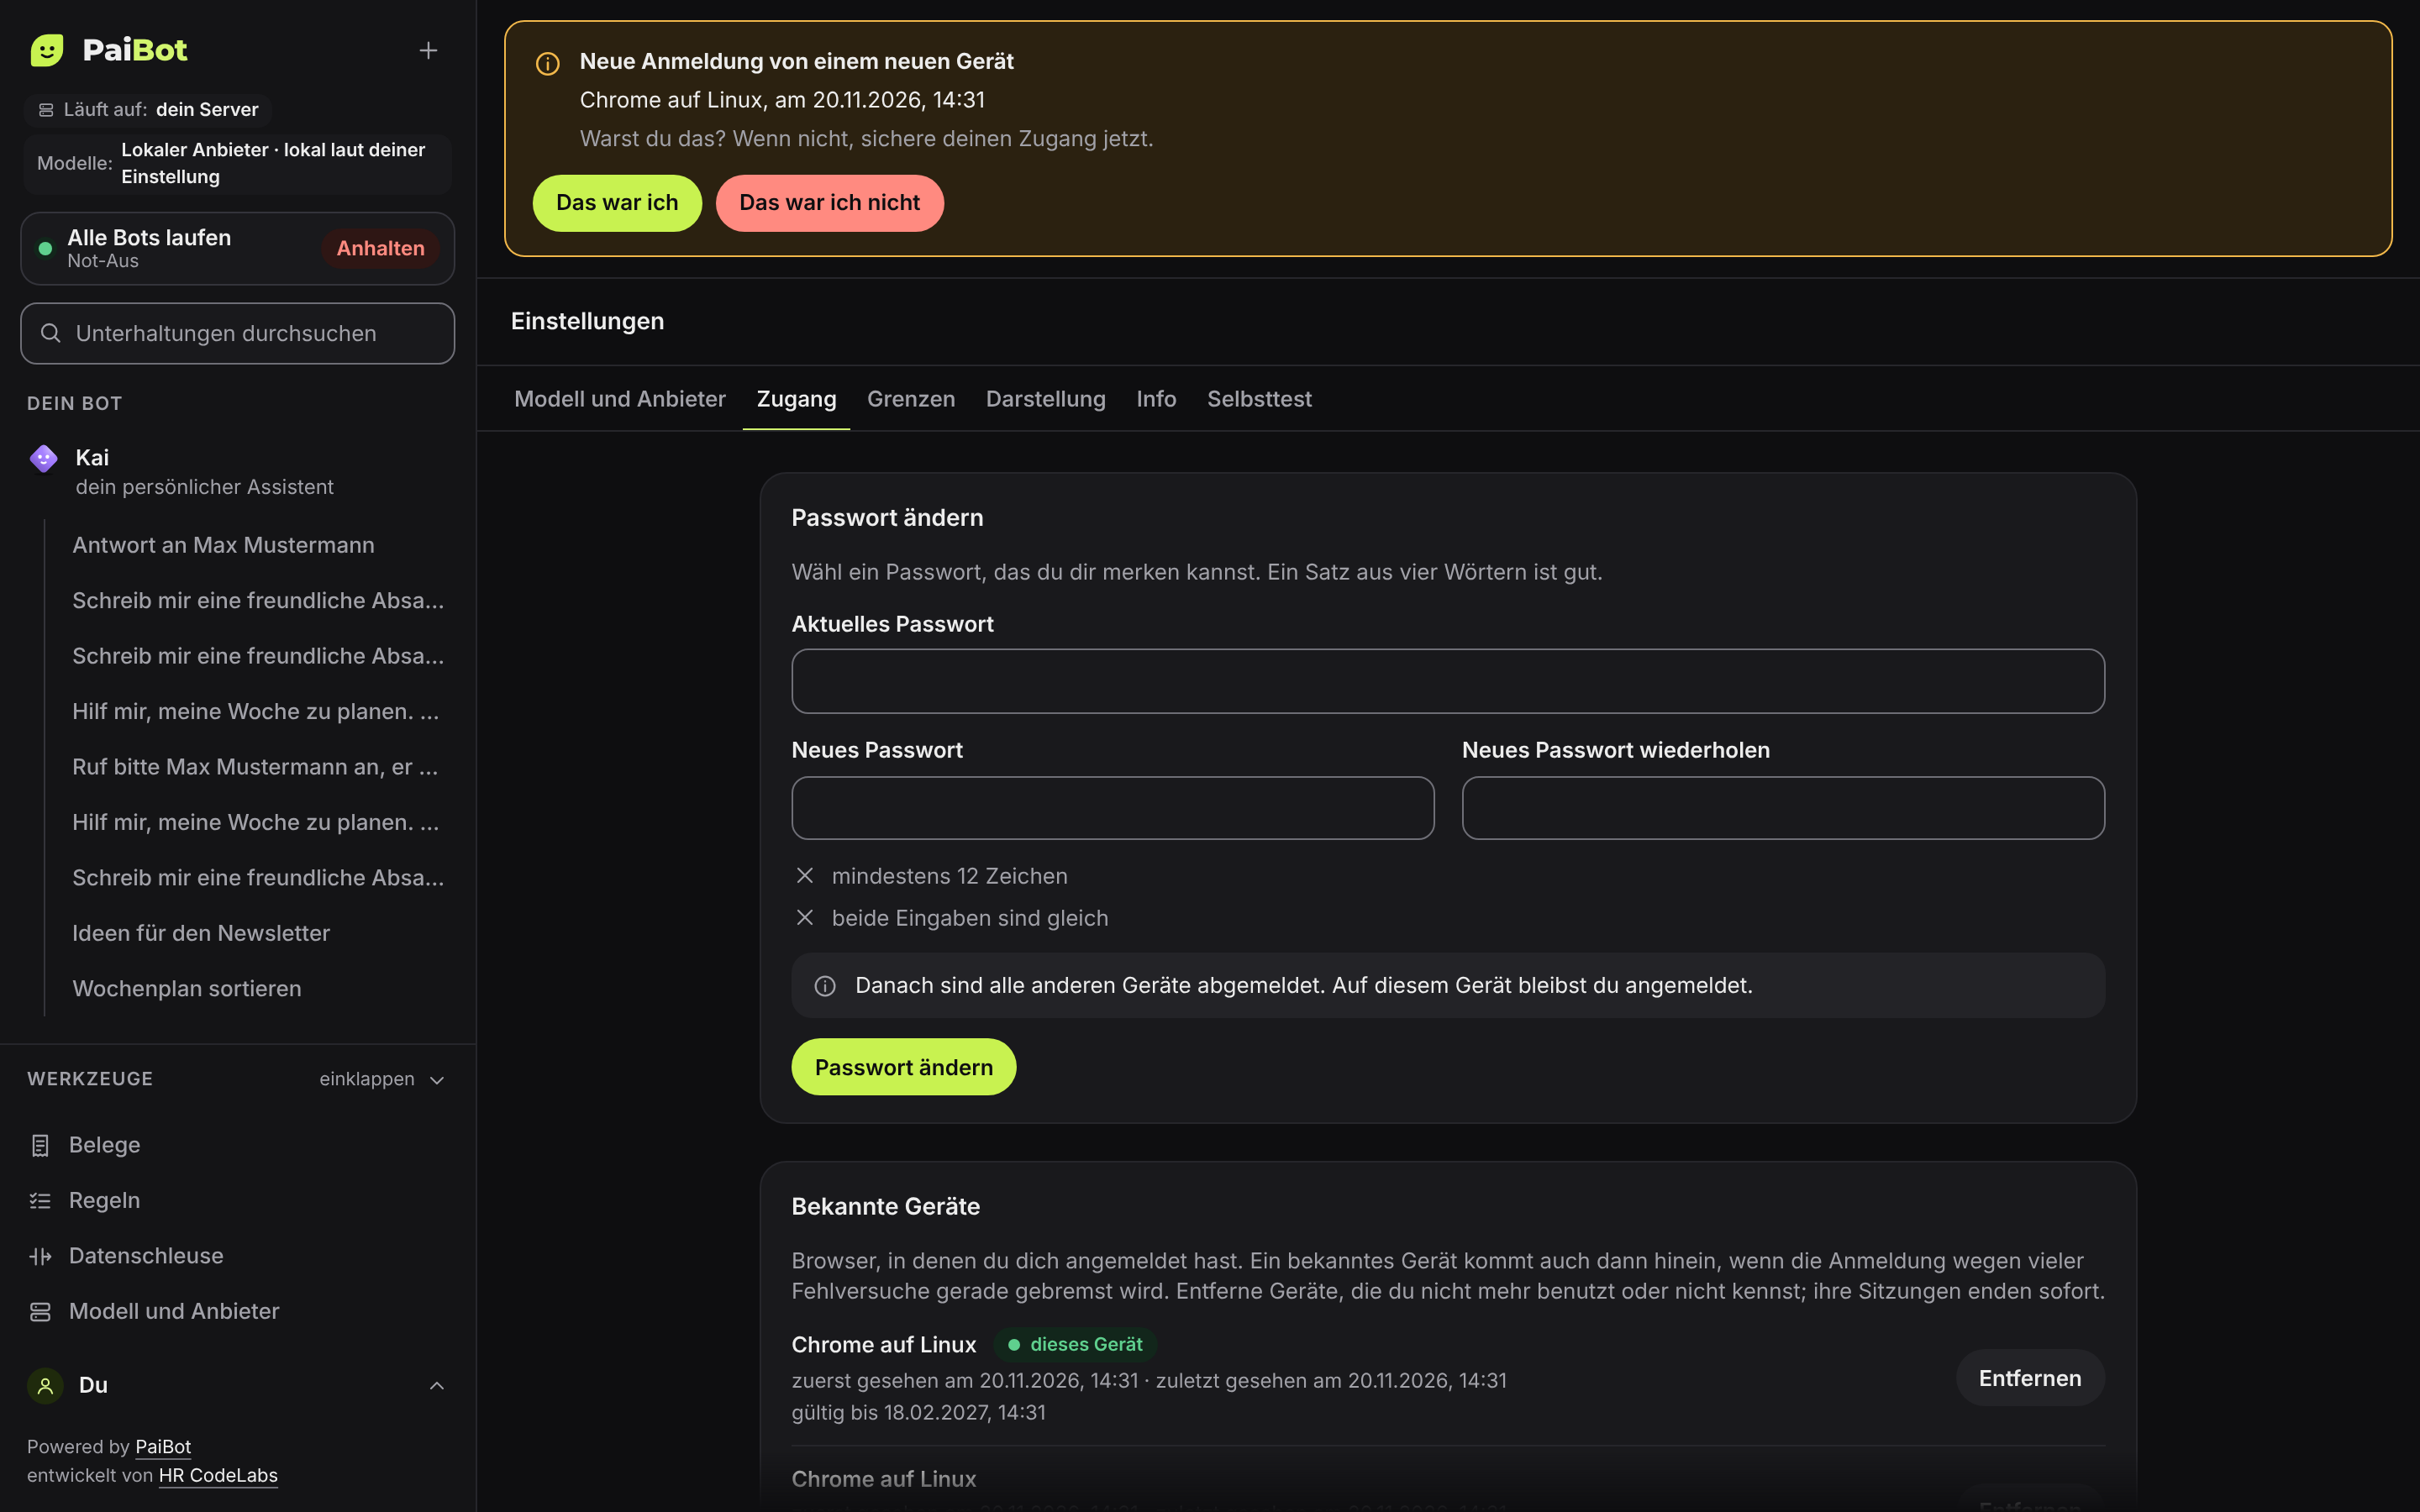 PaiBot
Läuft auf: dein Server
Modelle: Lokaler Anbieter · lokal laut deiner
Einstellung
Alle Bots laufen
Not-Aus
Anhalten
Unterhaltungen durchsuchen
DEIN BOT
Kai
dein persönlicher Assistent
Antwort an Max Mustermann
Schreib mir eine freundliche Absa...
Schreib mir eine freundliche Absa...
Hilf mir, meine Woche zu planen. ...
Ruf bitte Max Mustermann an, er ...
Hilf mir, meine Woche zu planen. ...
Schreib mir eine freundliche Absa...
Ideen für den Newsletter
Wochenplan sortieren
WERKZEUGE einklappen
Belege
Regeln
Datenschleuse
Modell und Anbieter
Du
Powered by PaiBot
entwickelt von HR CodeLabs
Neue Anmeldung von einem neuen Gerät
Chrome auf Linux, am 20.11.2026, 14:31
Warst du das? Wenn nicht, sichere deinen Zugang jetzt.
Das war ich Das war ich nicht
Einstellungen
Modell und Anbieter Zugang Grenzen Darstellung Info Selbsttest
Passwort ändern
Wähl ein Passwort, das du dir merken kannst. Ein Satz aus vier Wörtern ist gut.
Aktuelles Passwort
Neues Passwort Neues Passwort wiederholen
mindestens 12 Zeichen
beide Eingaben sind gleich
Danach sind alle anderen Geräte abgemeldet. Auf diesem Gerät bleibst du angemeldet.
Passwort ändern
Bekannte Geräte
Browser, in denen du dich angemeldet hast. Ein bekanntes Gerät kommt auch dann hinein, wenn die Anmeldung wegen vieler
Fehlversuche gerade gebremst wird. Entferne Geräte, die du nicht mehr benutzt oder nicht kennst; ihre Sitzungen enden sofort.
Chrome auf Linux dieses Gerät
zuerst gesehen am 20.11.2026, 14:31 · zuletzt gesehen am 20.11.2026, 14:31
gültig bis 18.02.2027, 14:31
Entfernen
Chrome auf Linux